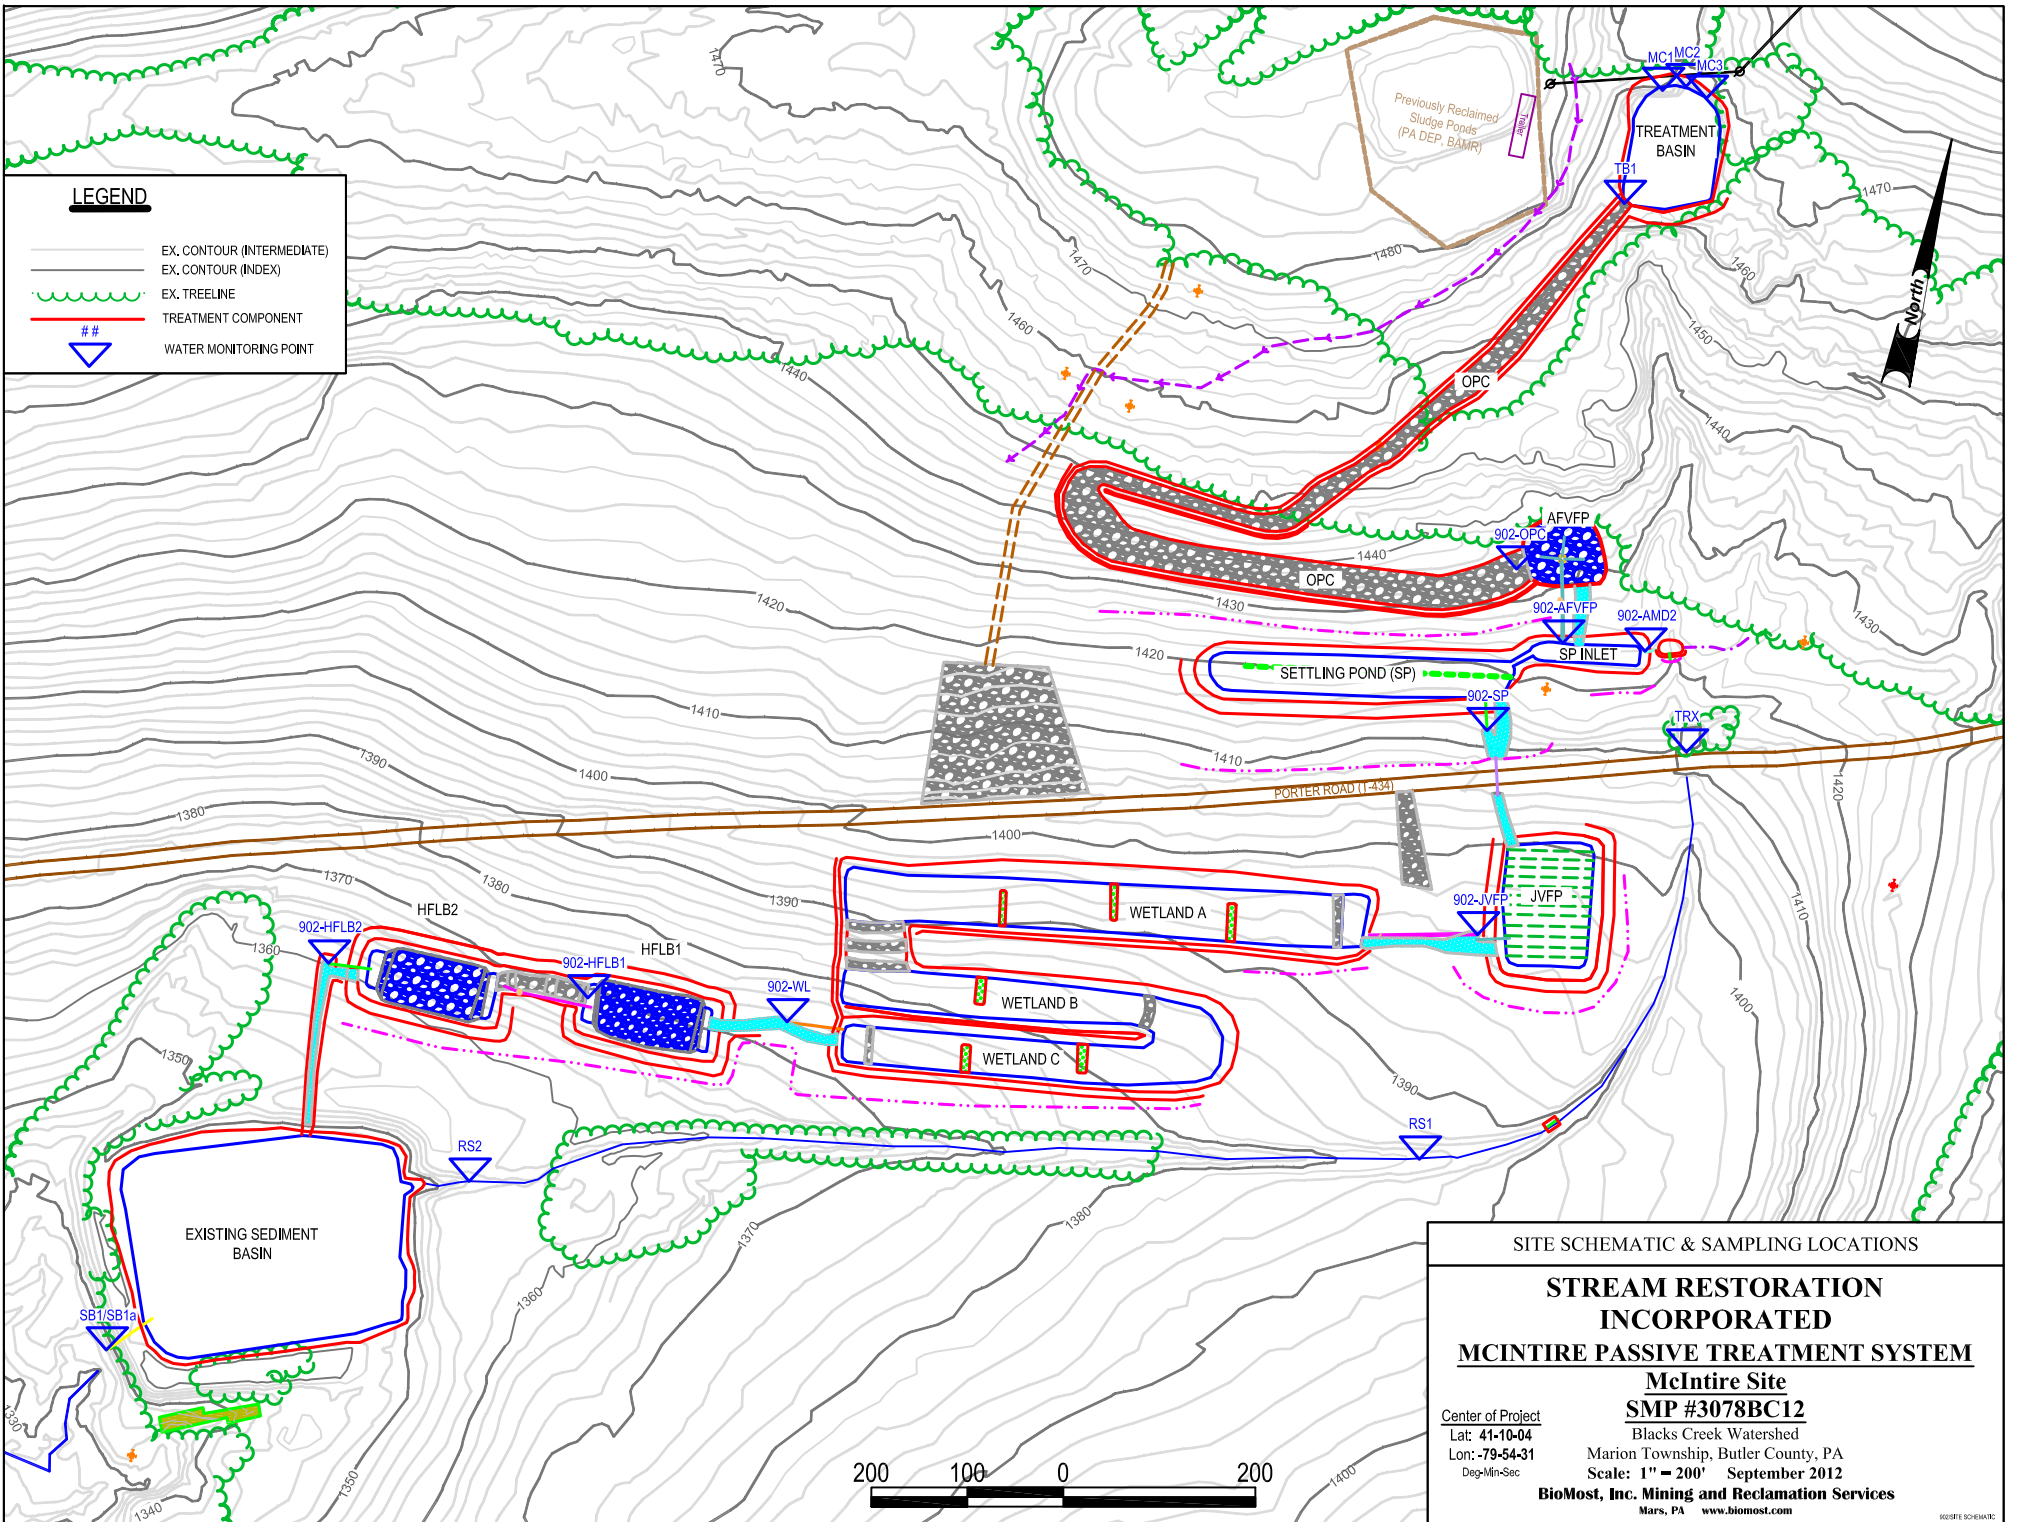 LEGEND
EX. CONTOUR (INTERMEDIATE)
EX. CONTOUR (INDEX)
EX. TREELINE
TREATMENT COMPONENT
# #
WATER MONITORING POINT
1470
Previously Reclaimed
Sludge Ponds
(PA DEP, BAMR)
Trailer
MC1
MC2
MC3
TREATMENT
BASIN
TB1
1470
1480
1470
1460
North
1460
1450
1440
OPC
1440
AFVFP
902-OPC
1440
OPC
1430
1420
902-AFVFP
902-AMD2
1430
1420
SP INLET
SETTLING POND (SP)
902-SP
1410
TRX
1410
1390
1400
1420
PORTER ROAD (T-434)
1380
1400
1370
1380
HFLB2
1390
WETLAND A
902-JVFP
JVFP
1410
902-HFLB2
1360
HFLB1
902-HFLB1
902-WL
WETLAND B
1400
1350
WETLAND C
1390
RS2
RS1
1380
1370
EXISTING SEDIMENT
BASIN
1360
SB1/SB1a
1330
1350
1340
1400
200
100
0
200
SITE SCHEMATIC & SAMPLING LOCATIONS
STREAM RESTORATION
INCORPORATED
MCINTIRE PASSIVE TREATMENT SYSTEM
McIntire Site
SMP #3078BC12
Center of Project
Lat: 41-10-04
Lon: -79-54-31
Deg-Min-Sec
Blacks Creek Watershed
Marion Township, Butler County, PA
Scale: 1" = 200' September 2012
BioMost, Inc. Mining and Reclamation Services
Mars, PA www.biomost.com
902/SITE SCHEMATIC